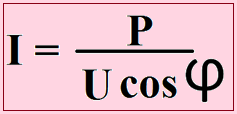 I = P / U cos φ